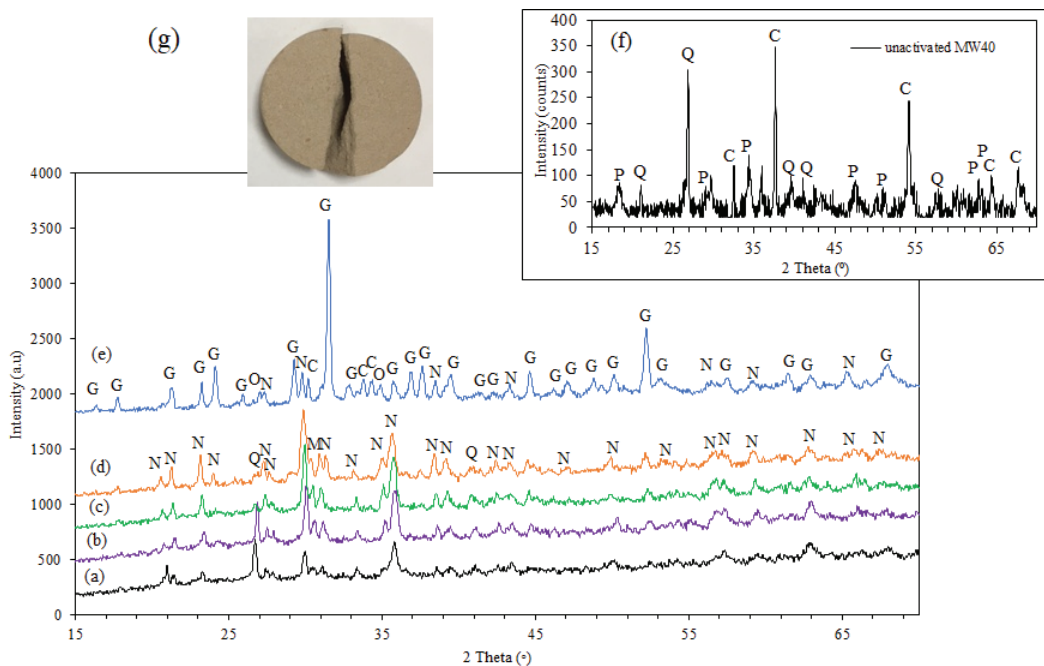 (g)
(f)
400
350
300
250
200
150
100
50
0
Intensity (counts)
unactivated MW40
P Q Q P P C P C Q Q P P C Q P P C C
15 25 35 45 55 65
2 Theta (º)
4000
3500
3000
2500
2000
1500
1000
500
0
Intensity (a.u)
(e)
G G G G G G O N G N C G G C C O G G G N G G G N G G G G G G G N G N G G N G
(d)
N N N N Q N N N M N N N N N N Q N N N N N N N N N N N
(c)
(b)
(a)
15 25 35 45 55 65
2 Theta (o)